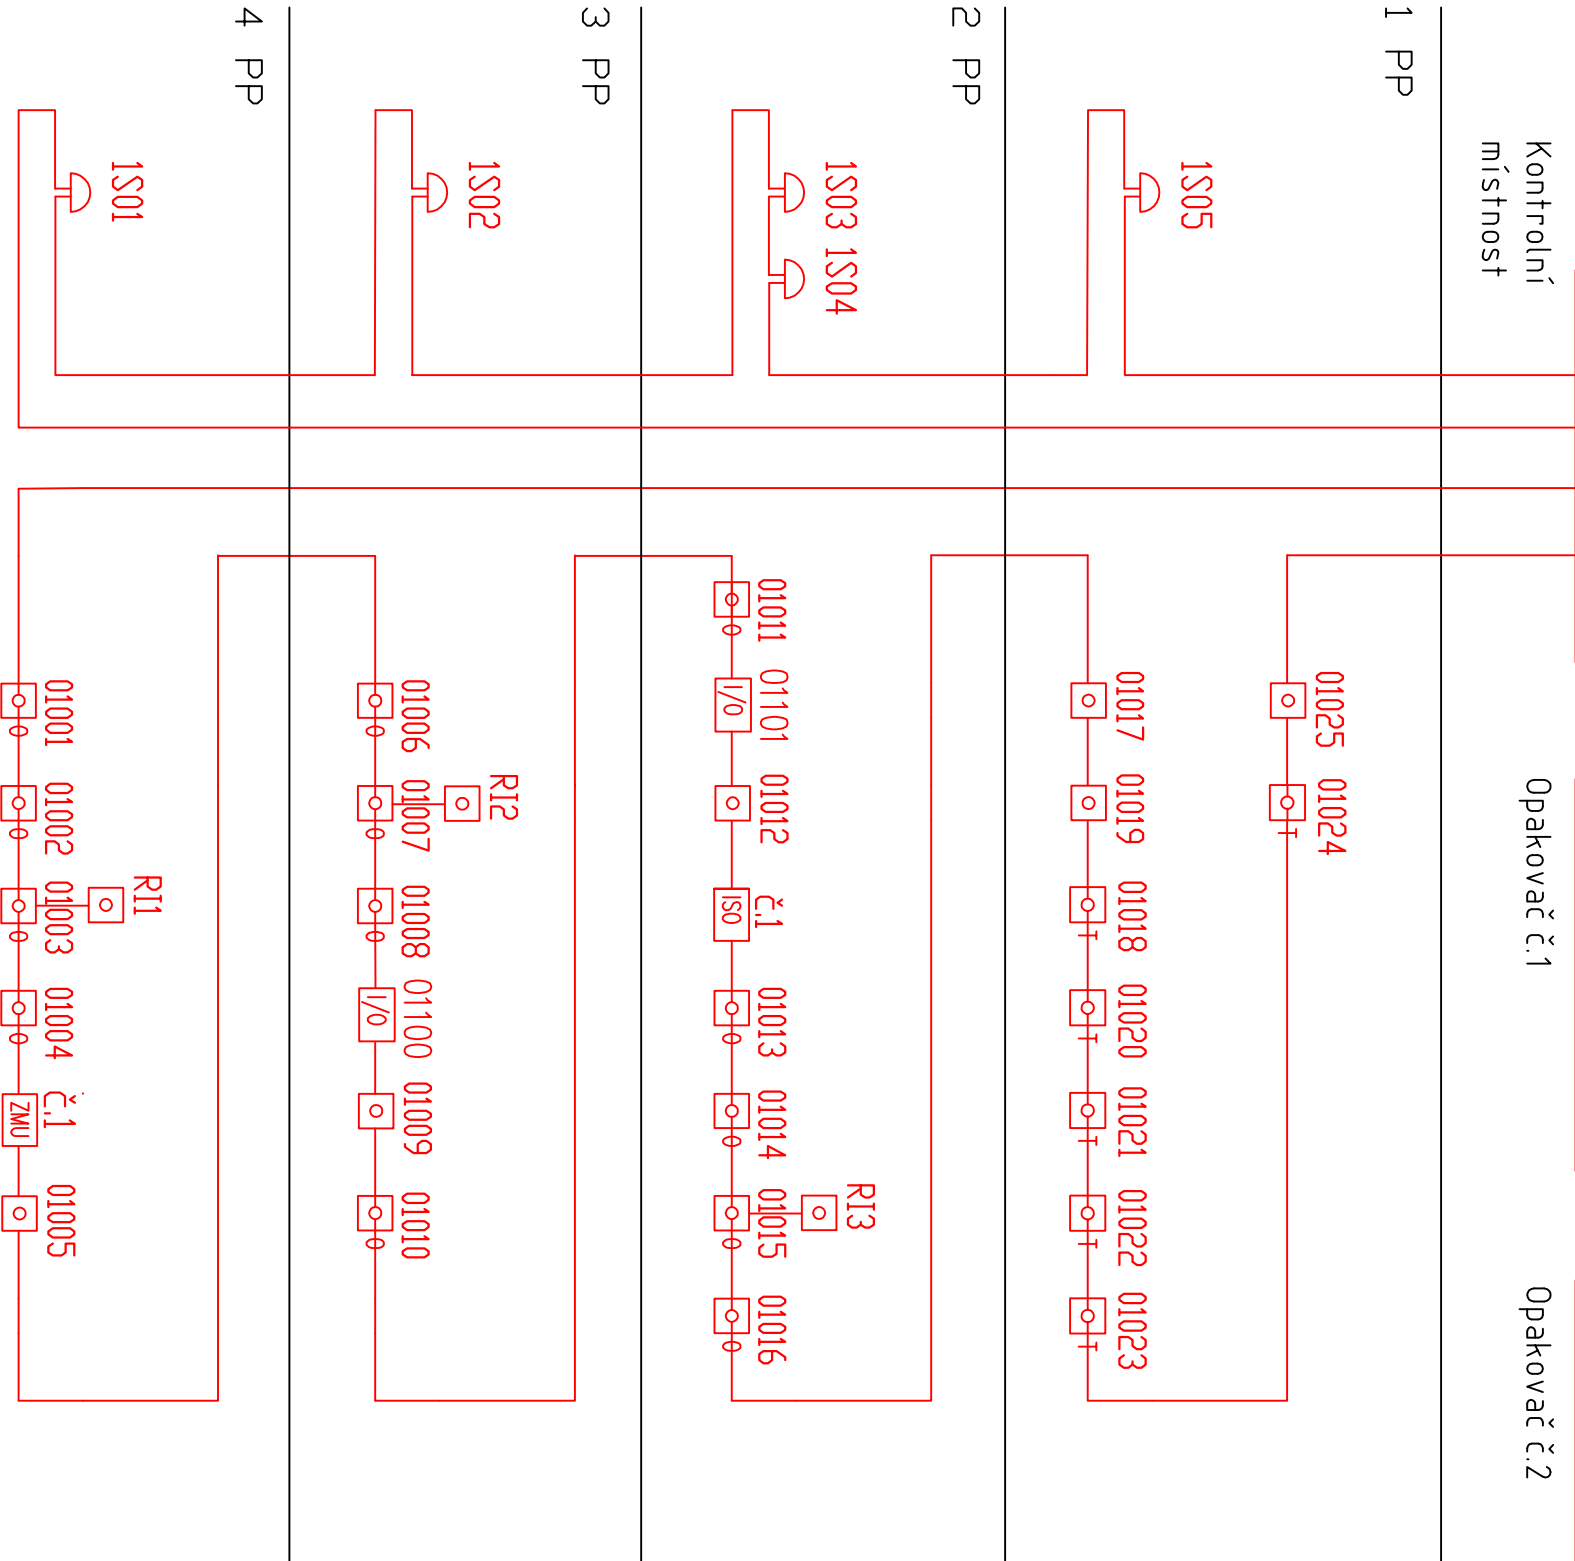 Kontrolní
místnost
Opakovač č.1
Opakovač č.2
1 PP
1S05
01025
01024
01017
01019
01018
01020
01021
01022
01023
2 PP
1S03
1S04
01011
01101
I/O
01012
Č.1
ISO
01013
01014
01015
RI3
01016
3 PP
1S02
01006
01007
RI2
01008
01100
I/O
01009
01010
4 PP
1S01
01001
01002
01003
RI1
01004
Č.1
ZMU
01005